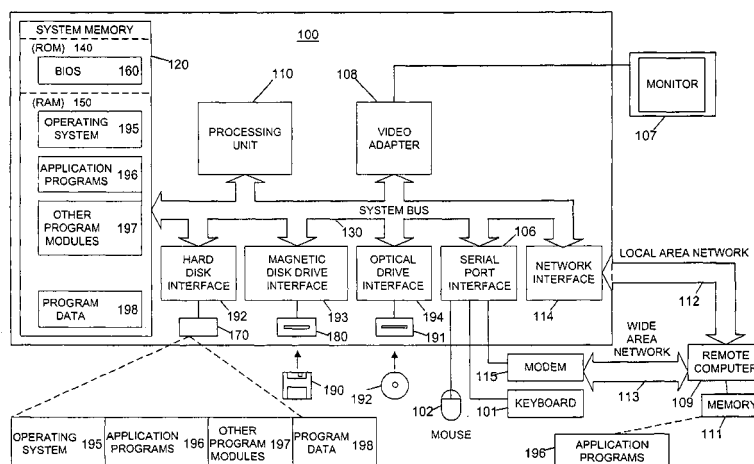 SYSTEM MEMORY
(ROM) 140
BIOS 160
120
(RAM) 150
OPERATING
SYSTEM 195
APPLICATION
PROGRAMS 196
OTHER
PROGRAM
MODULES 197
PROGRAM
DATA 198
100
110
PROCESSING
UNIT
108
VIDEO
ADAPTER
MONITOR
107
SYSTEM BUS
130
106
HARD
DISK
INTERFACE
192
MAGNETIC
DISK DRIVE
INTERFACE
193
OPTICAL
DRIVE
INTERFACE
194
SERIAL
PORT
INTERFACE
NETWORK
INTERFACE
114
LOCAL AREA NETWORK
112
170
180
191
190
192
WIDE
AREA
NETWORK
113
MODEM
115
REMOTE
COMPUTER
109
102
MOUSE
101
KEYBOARD
MEMORY
111
OPERATING
SYSTEM 195
APPLICATION
PROGRAMS 196
OTHER
PROGRAM
MODULES 197
PROGRAM
DATA 198
196
APPLICATION
PROGRAMS